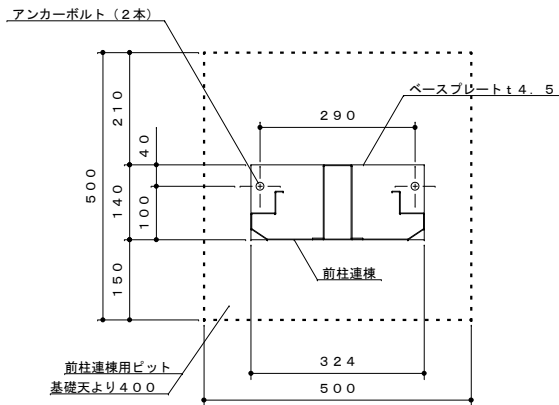 アンカーボルト（２本）
ベースプレートｔ４．５
２９０
２１０
４０
５００
１４０
１００
１５０
前柱連棟
前柱連棟用ピット
基礎天より４００
３２４
５００